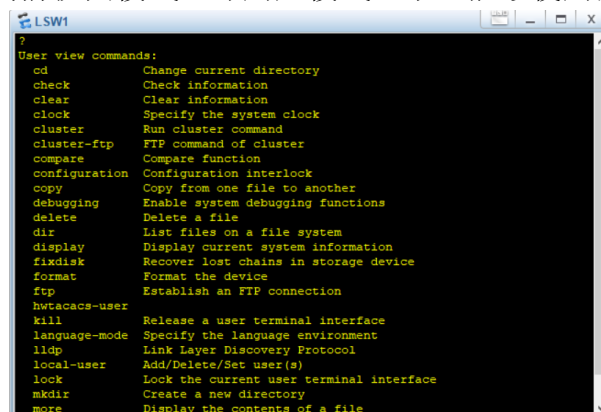 LSW1
?
User view commands:
cd Change current directory
check Check information
clear Clear information
clock Specify the system clock
cluster Run cluster command
cluster-ftp FTP command of cluster
compare Compare function
configuration Configuration interlock
copy Copy from one file to another
debugging Enable system debugging functions
delete Delete a file
dir List files on a file system
display Display current system information
fixdisk Recover lost chains in storage device
format Format the device
ftp Establish an FTP connection
hwtacacs-user
kill Release a user terminal interface
language-mode Specify the language environment
lldp Link Layer Discovery Protocol
local-user Add/Delete/Set user(s)
lock Lock the current user terminal interface
mkdir Create a new directory
more Display the contents of a file